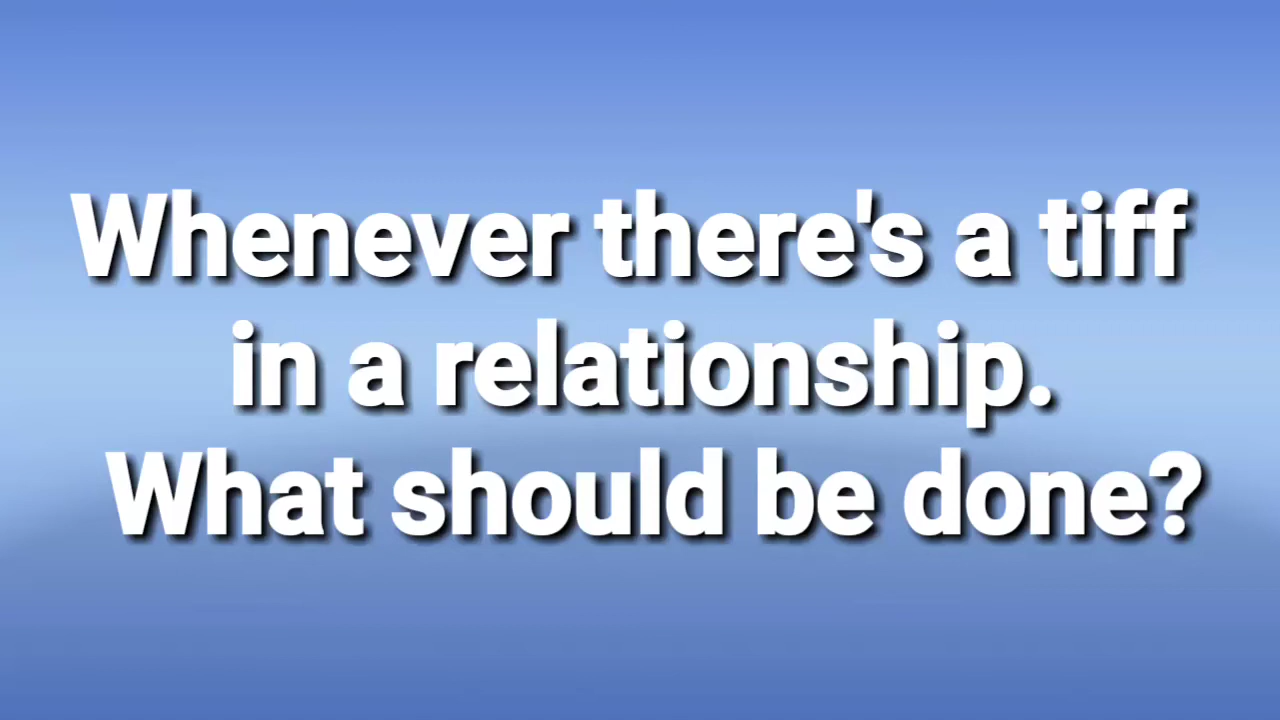 Whenever there's a tiff
in a relationship.
What should be done?